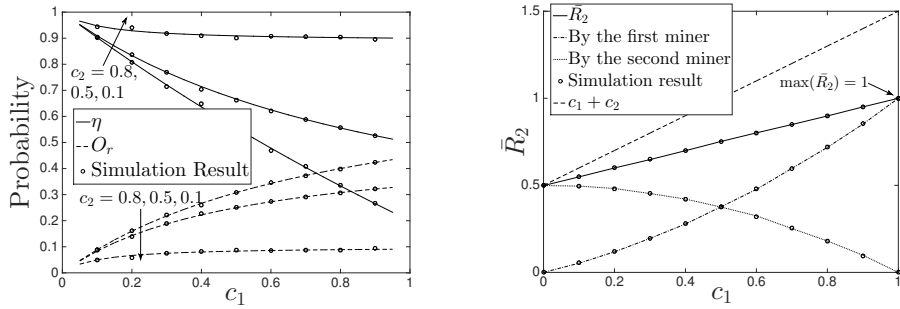 1
0.9
0.8
0.7
0.6
0.5
0.4
0.3
0.2
0.1
0
Probability
c₂ = 0.8,
0.5, 0.1
η
Oᵣ
Simulation Result
c₂ = 0.8, 0.5, 0.1
0 0.2 0.4 0.6 0.8 1
c₁
1.5
1
0.5
0
R̄₂
R̄₂
By the first miner
By the second miner
Simulation result
c₁ + c₂
max(R̄₂) = 1
0 0.2 0.4 0.6 0.8 1
c₁